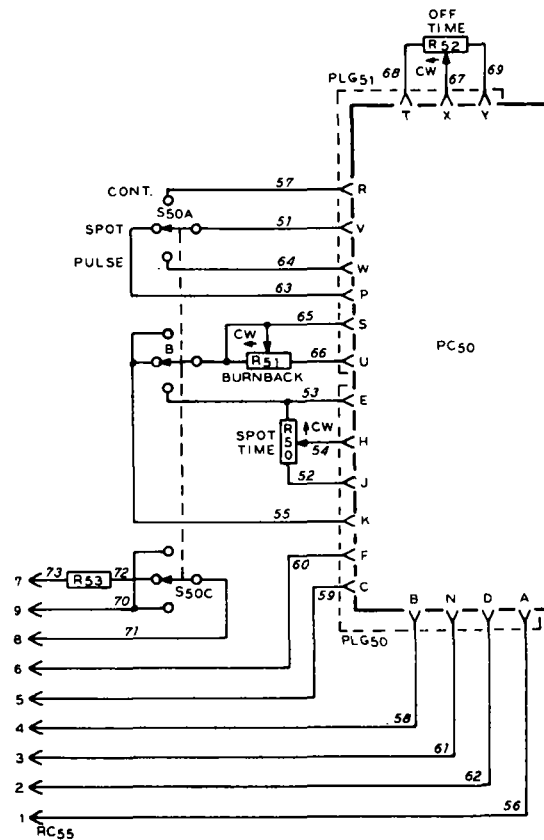 OFF
TIME
R52
CW
68 67 69
PLG51
T X Y
CONT. 57 R
S50A
SPOT 51 V
PULSE 64 W
63 P
65 S
B CW
R51 66 U
BURNBACK
53 E
PC50
SPOT
TIME
R50
CW
54 H
52 J
55 K
60 F
59 C
7 73 R53 72
S50C
9 70
8 71
B N D A
PLG50
6
5
4 58
3 61
2 62
1 56
RC55